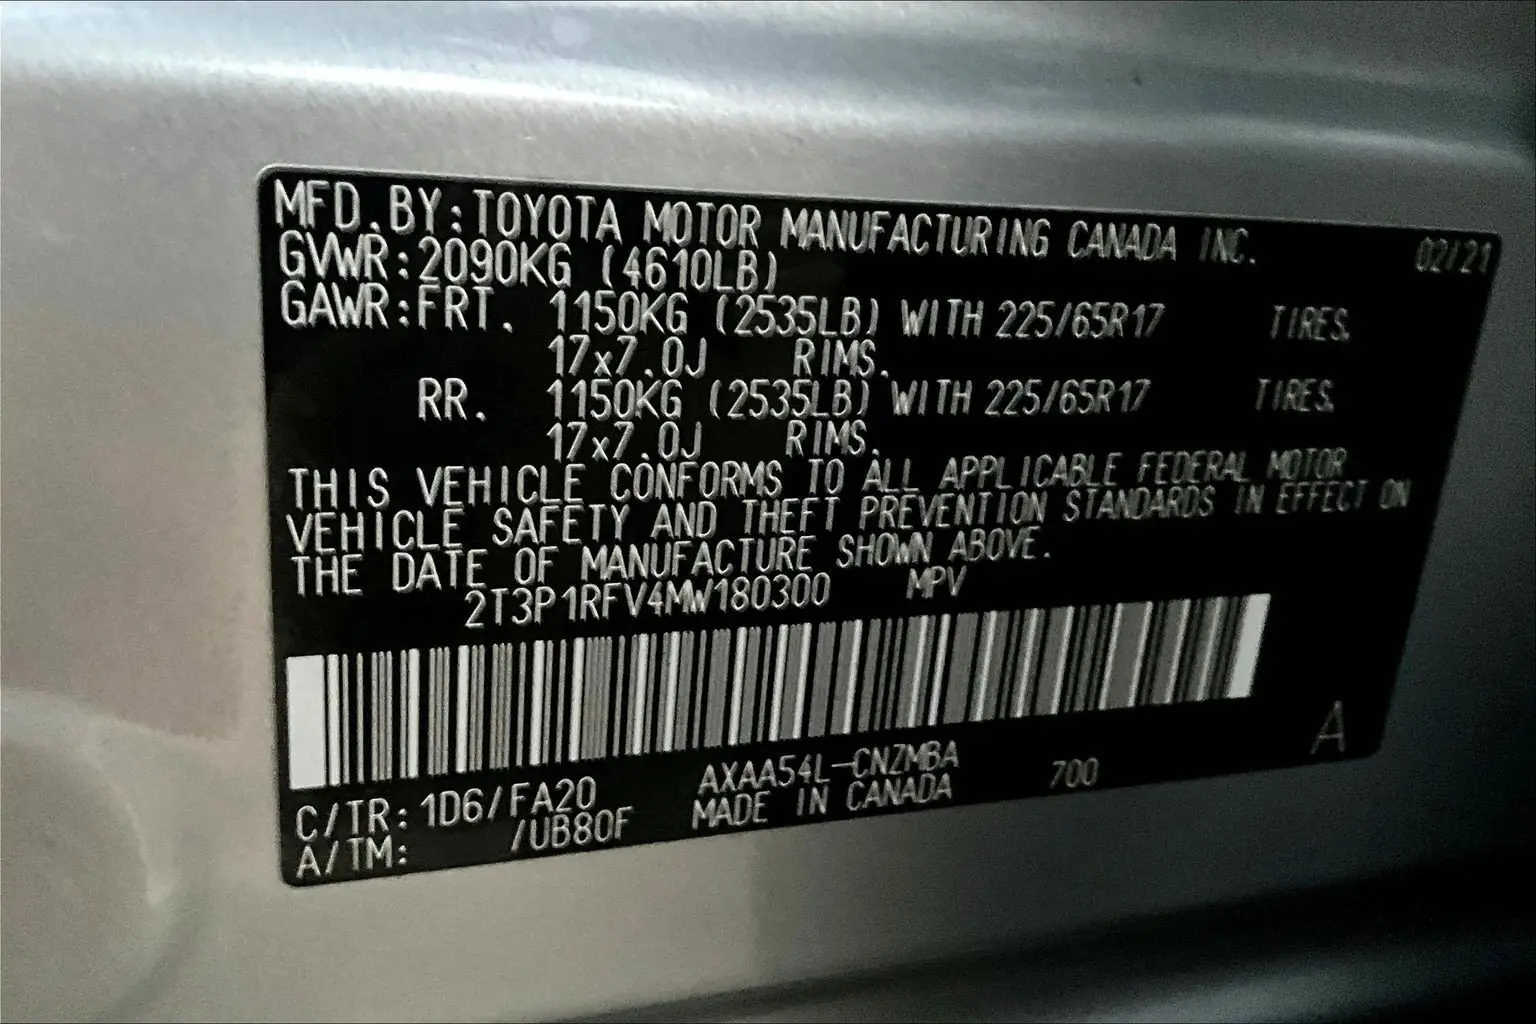 MFD.BY:TOYOTA MOTOR MANUFACTURING CANADA INC. 02/21
GVWR:2090KG (4610LB)
GAWR:FRT. 1150KG (2535LB) WITH 225/65R17 TIRES.
17x7.0J RIMS.
RR. 1150KG (2535LB) WITH 225/65R17 TIRES.
17x7.0J RIMS.
THIS VEHICLE CONFORMS TO ALL APPLICABLE FEDERAL MOTOR
VEHICLE SAFETY AND THEFT PREVENTION STANDARDS IN EFFECT ON
THE DATE OF MANUFACTURE SHOWN ABOVE.
2T3P1RFV4MW180300 MPV
A
C/TR: 1D6/FA20 AXAA54L-CNZMBA 700
A/TM: /UB80F MADE IN CANADA